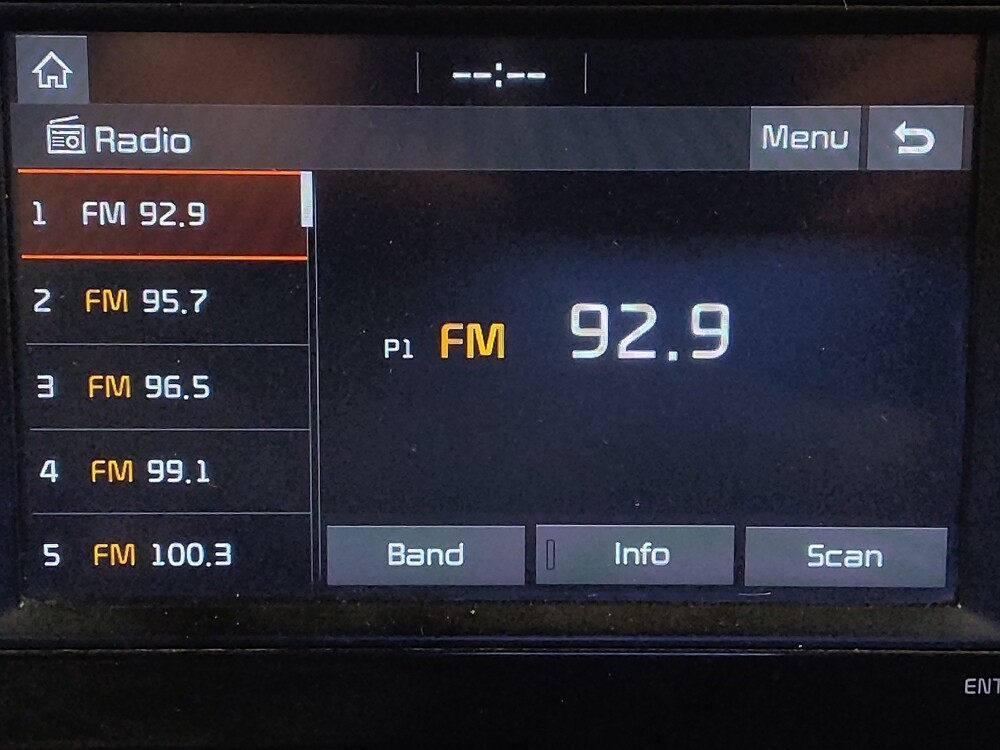 --:--
Radio
Menu
1 FM 92.9
2 FM 95.7
3 FM 96.5
4 FM 99.1
5 FM 100.3
P1 FM 92.9
Band
Info
Scan
ENT